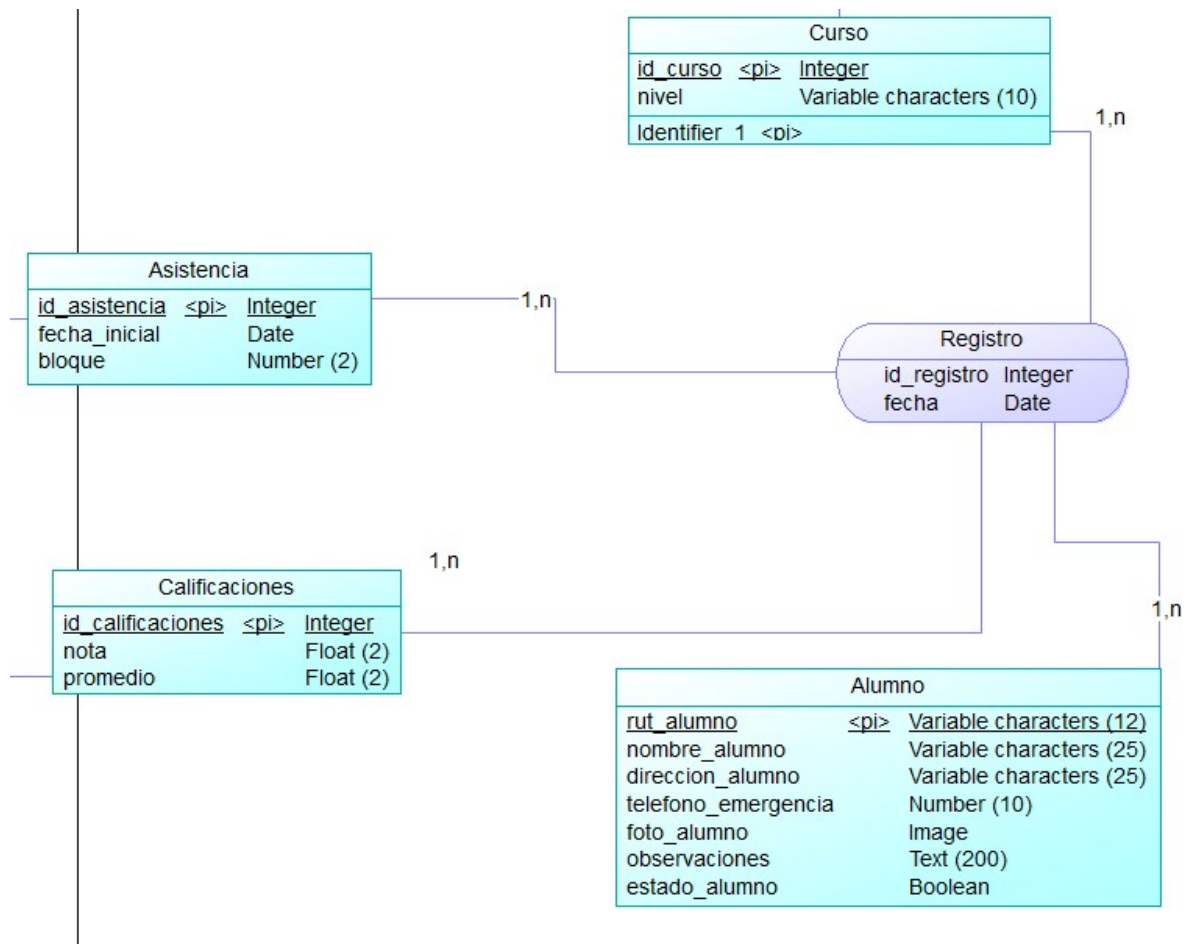 Curso
id_curso <pi> Integer
nivel Variable characters (10)
Identifier_1 <pi>
1,n
Asistencia
id_asistencia <pi> Integer
fecha_inicial Date
bloque Number (2)
1,n
Registro
id_registro Integer
fecha Date
1,n
Calificaciones
id_calificaciones <pi> Integer
nota Float (2)
promedio Float (2)
1,n
Alumno
rut_alumno <pi> Variable characters (12)
nombre_alumno Variable characters (25)
direccion_alumno Variable characters (25)
telefono_emergencia Number (10)
foto_alumno Image
observaciones Text (200)
estado_alumno Boolean